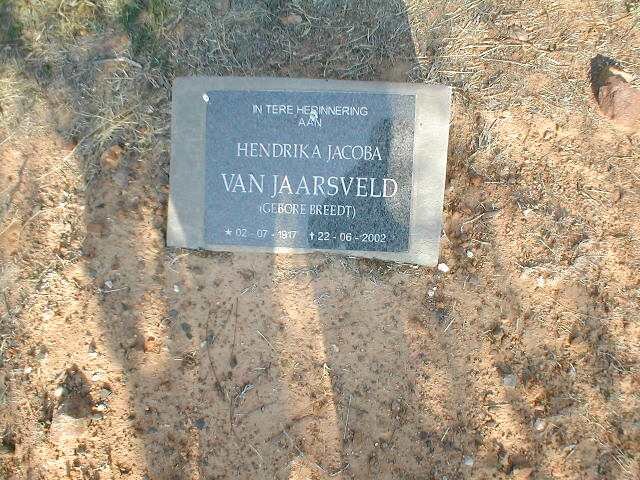 IN TERE HERINNERING
AAN
HENDRIKA JACOBA
VAN JAARSVELD
(GEBORE BREEDT)
★ 02 - 07 - 1917 ✝ 22 - 06 - 2002